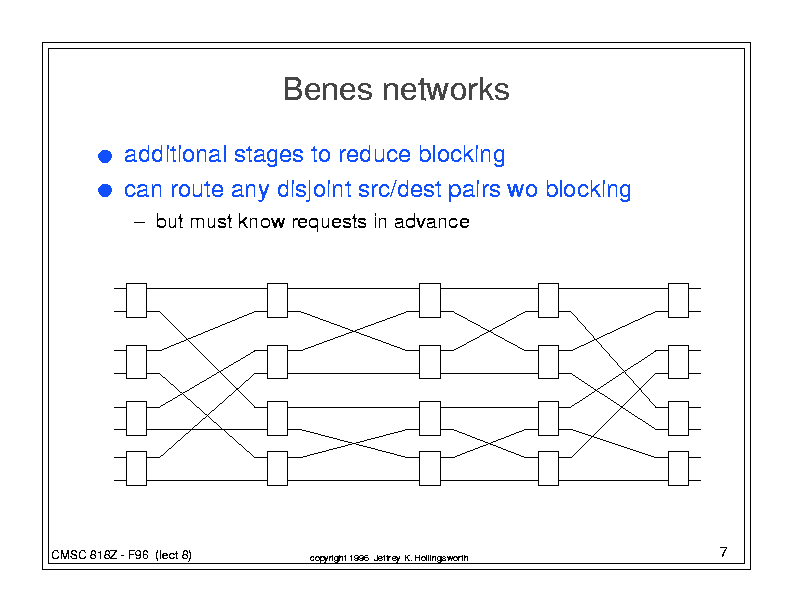 Benes networks
● additional stages to reduce blocking
● can route any disjoint src/dest pairs wo blocking
– but must know requests in advance
CMSC 818Z - F96 (lect 8)
copyright 1996 Jeffrey K. Hollingsworth
7